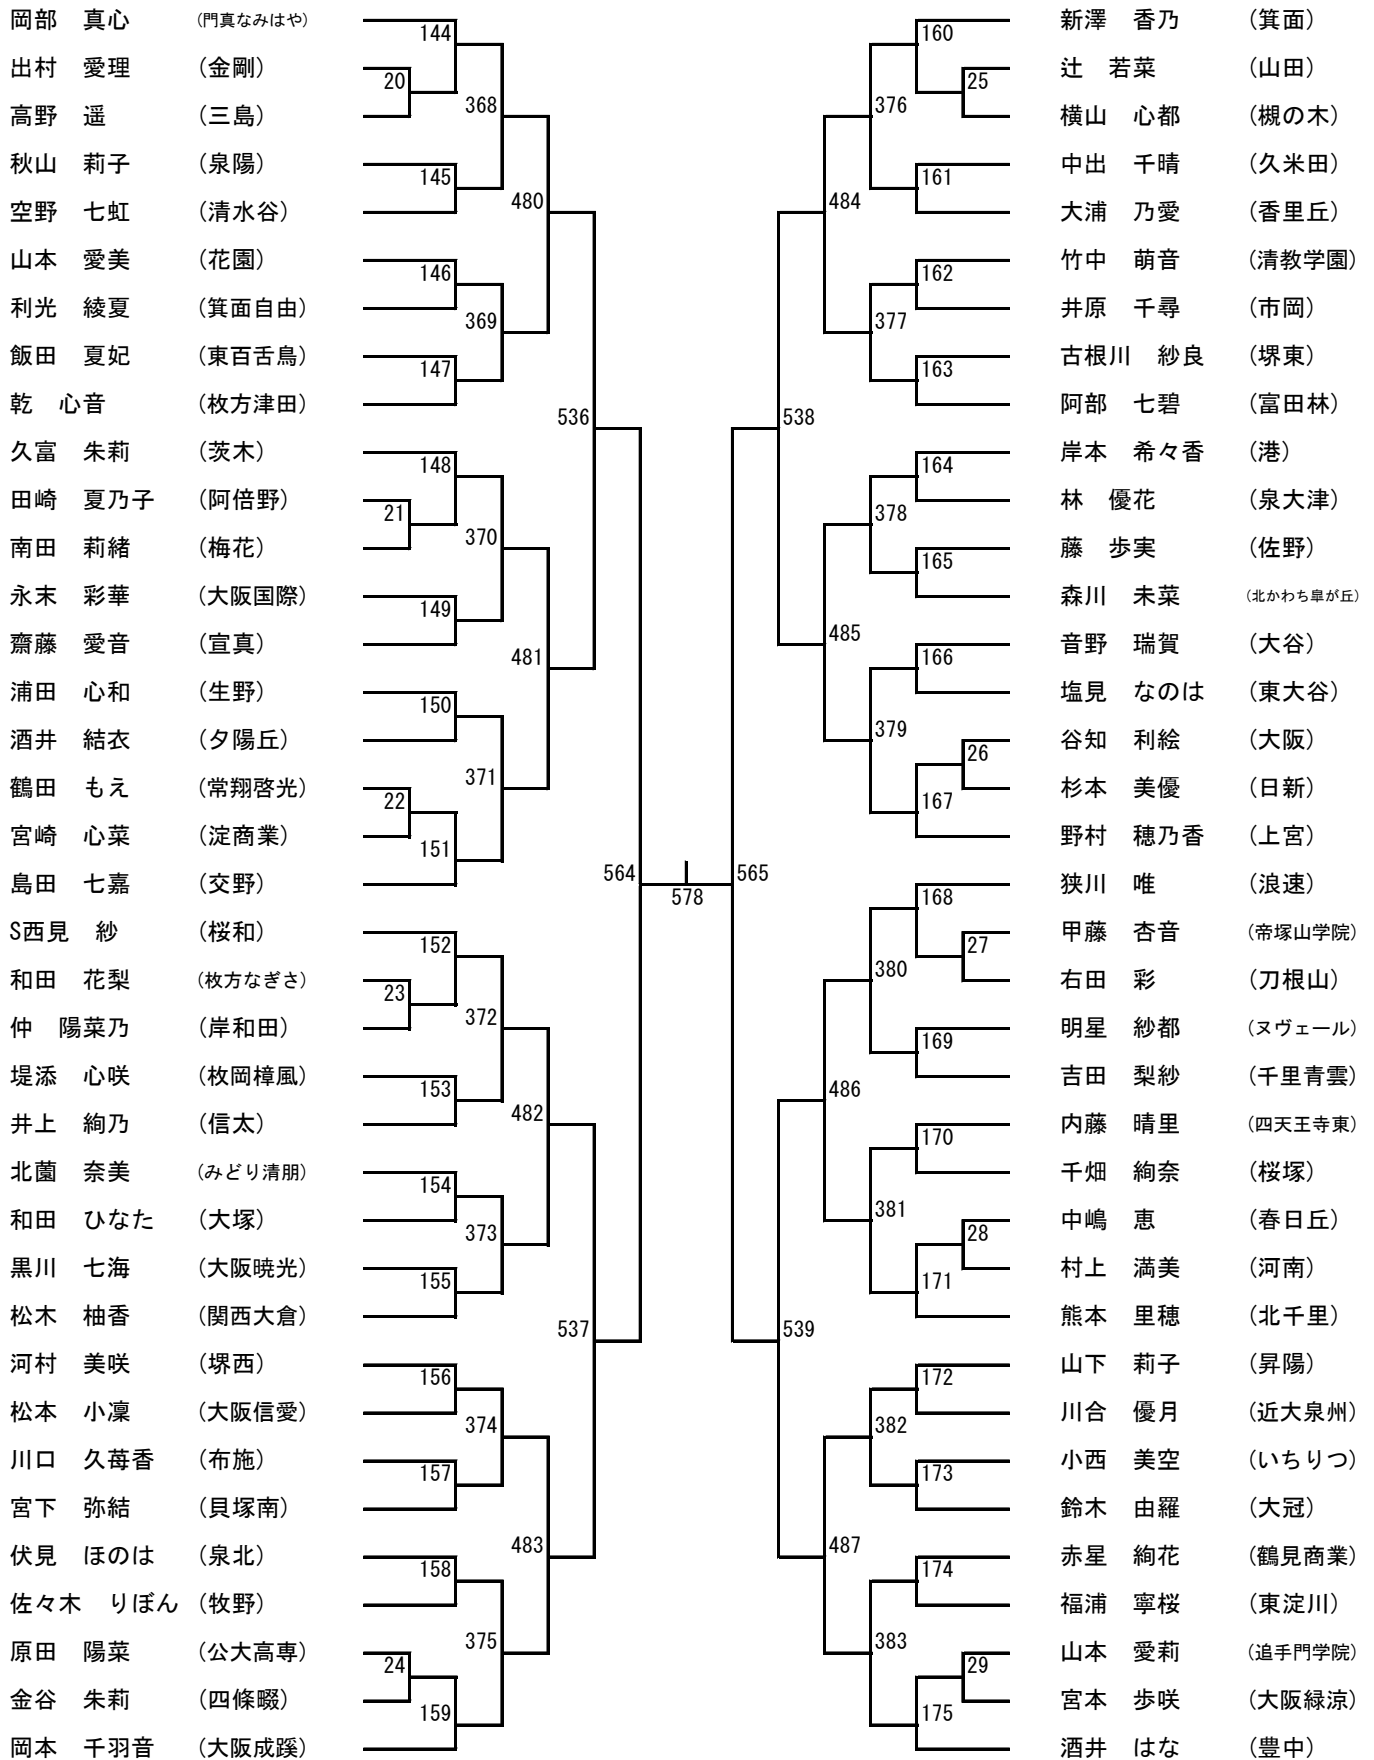 岡部　真心　(門真なみはや)
出村　愛理　(金剛)
高野　遥　(三島)
秋山　莉子　(泉陽)
空野　七虹　(清水谷)
山本　愛美　(花園)
利光　綾夏　(箕面自由)
飯田　夏妃　(東百舌鳥)
乾　心音　(枚方津田)
久富　朱莉　(茨木)
田崎　夏乃子　(阿倍野)
南田　莉緒　(梅花)
永末　彩華　(大阪国際)
齋藤　愛音　(宣真)
浦田　心和　(生野)
酒井　結衣　(夕陽丘)
鶴田　もえ　(常翔啓光)
宮崎　心菜　(淀商業)
島田　七嘉　(交野)
S西見　紗　(桜和)
和田　花梨　(枚方なぎさ)
仲　陽菜乃　(岸和田)
堤添　心咲　(枚岡樟風)
井上　絢乃　(信太)
北薗　奈美　(みどり清朋)
和田　ひなた　(大塚)
黒川　七海　(大阪暁光)
松木　柚香　(関西大倉)
河村　美咲　(堺西)
松本　小凜　(大阪信愛)
川口　久苺香　(布施)
宮下　弥結　(貝塚南)
伏見　ほのは　(泉北)
佐々木　りぼん　(牧野)
原田　陽菜　(公大高専)
金谷　朱莉　(四條畷)
岡本　千羽音　(大阪成蹊)
20
21
22
23
24
144
145
146
147
148
149
150
151
152
153
154
155
156
157
158
159
368
369
370
371
372
373
374
375
480
481
482
483
536
537
564
578
565
538
539
484
485
486
487
376
377
378
379
380
381
382
383
160
161
162
163
164
165
166
167
168
169
170
171
172
173
174
175
25
26
27
28
29
新澤　香乃　(箕面)
辻　若菜　(山田)
横山　心都　(槻の木)
中出　千晴　(久米田)
大浦　乃愛　(香里丘)
竹中　萌音　(清教学園)
井原　千尋　(市岡)
古根川　紗良　(堺東)
阿部　七碧　(富田林)
岸本　希々香　(港)
林　優花　(泉大津)
藤　歩実　(佐野)
森川　未菜　(北かわち皐が丘)
音野　瑞賀　(大谷)
塩見　なのは　(東大谷)
谷知　利絵　(大阪)
杉本　美優　(日新)
野村　穂乃香　(上宮)
狭川　唯　(浪速)
甲藤　杏音　(帝塚山学院)
右田　彩　(刀根山)
明星　紗都　(ヌヴェール)
吉田　梨紗　(千里青雲)
内藤　晴里　(四天王寺東)
千畑　絢奈　(桜塚)
中嶋　恵　(春日丘)
村上　満美　(河南)
熊本　里穂　(北千里)
山下　莉子　(昇陽)
川合　優月　(近大泉州)
小西　美空　(いちりつ)
鈴木　由羅　(大冠)
赤星　絢花　(鶴見商業)
福浦　寧桜　(東淀川)
山本　愛莉　(追手門学院)
宮本　歩咲　(大阪緑涼)
酒井　はな　(豊中)